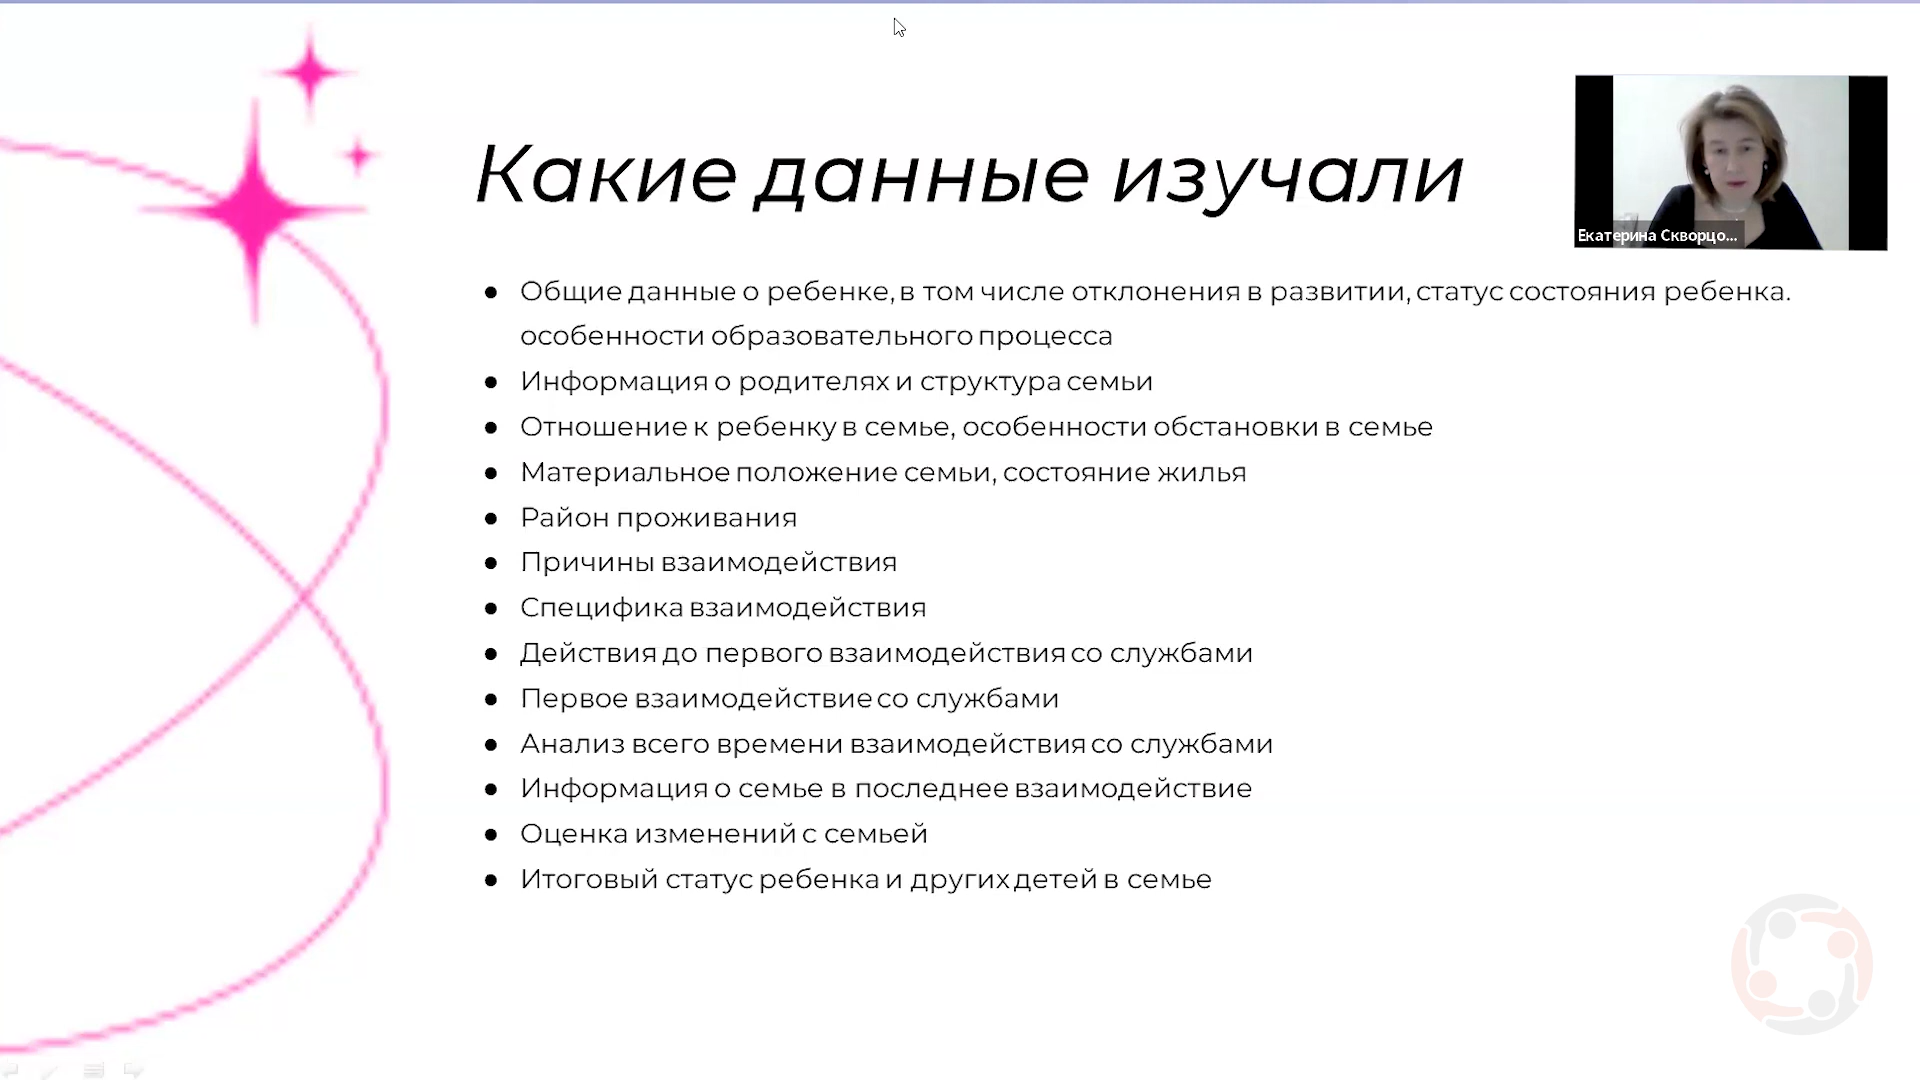 Какие данные изучали
Екатерина Скворцо...
● Общие данные о ребенке, в том числе отклонения в развитии, статус состояния ребенка.
особенности образовательного процесса
● Информация о родителях и структура семьи
● Отношение к ребенку в семье, особенности обстановки в семье
● Материальное положение семьи, состояние жилья
● Район проживания
● Причины взаимодействия
● Специфика взаимодействия
● Действия до первого взаимодействия со службами
● Первое взаимодействие со службами
● Анализ всего времени взаимодействия со службами
● Информация о семье в последнее взаимодействие
● Оценка изменений с семьей
● Итоговый статус ребенка и других детей в семье